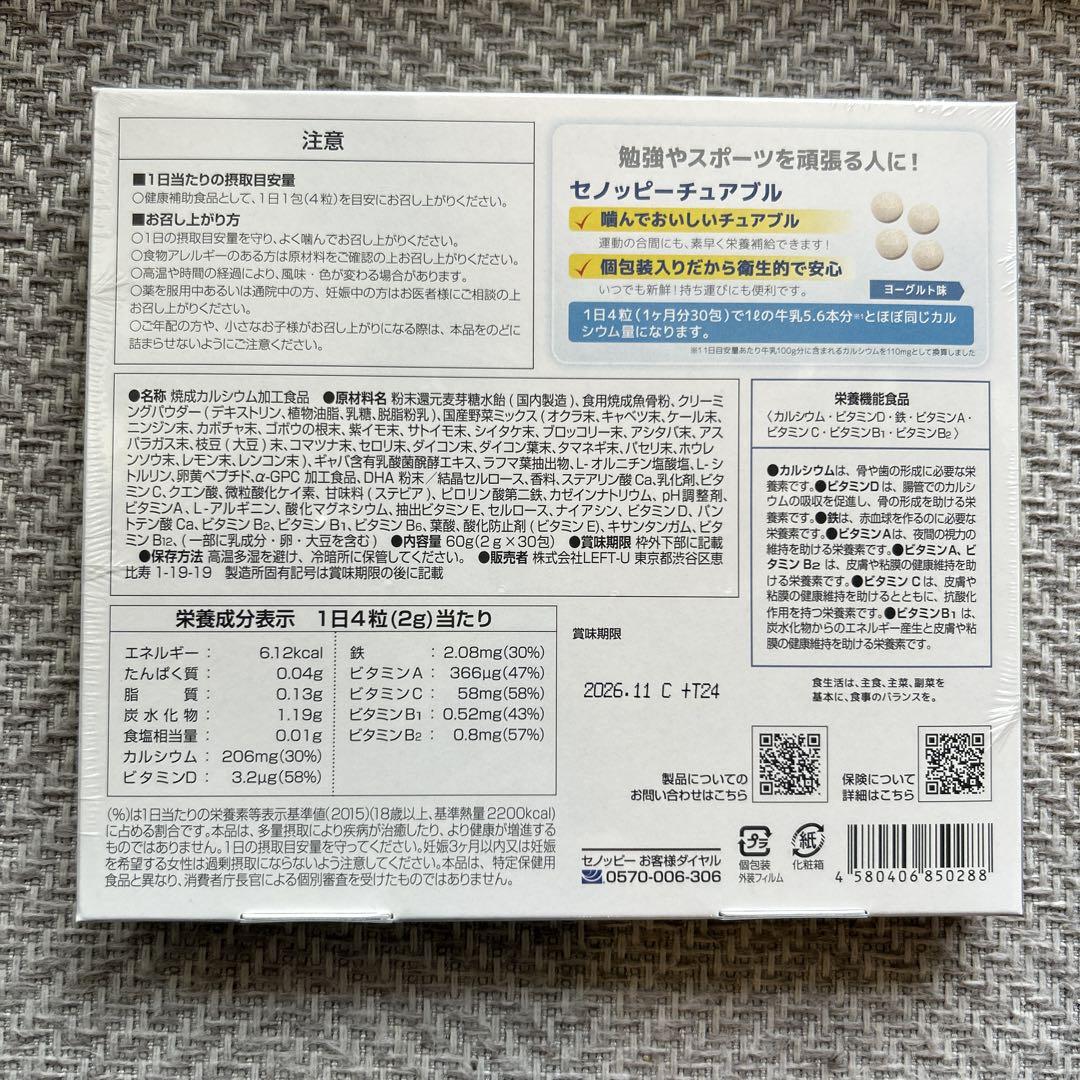 注意
■1日当たりの摂取目安量
○健康補助食品として、1日1包(4粒)を目安にお召し上がりください。
■お召し上がり方
○1日の摂取目安量を守り、よく噛んでお召し上がりください。
○食物アレルギーのある方は原材料をご確認の上お召し上がりください。
○高温や時間の経過により、風味・色が変わる場合があります。
○薬を服用中あるいは通院中の方、妊娠中の方はお医者様にご相談の上
お召し上がりください。
○ご年配の方や、小さなお子様がお召し上がりになる際は、本品をのどに
詰まらせないようにご注意ください。
勉強やスポーツを頑張る人に!
セノッピーチュアブル
噛んでおいしいチュアブル
運動の合間にも、素早く栄養補給できます!
個包装入りだから衛生的で安心
いつでも新鮮!持ち運びにも便利です。
ヨーグルト味
1日4粒(1ヶ月分30包)で1ℓの牛乳5.6本分※1とほぼ同じカル
シウム量になります。
※11日目安量あたり牛乳100g分に含まれるカルシウムを110mgとして換算しました
●名称 焼成カルシウム加工食品 ●原材料名 粉末還元麦芽糖水飴(国内製造)、食用焼成魚骨粉、クリーミ
ングパウダー(デキストリン、植物油脂、乳糖、脱脂粉乳)、国産野菜ミックス(オクラ末、キャベツ末、ケール末、
ニンジン末、カボチャ末、ゴボウの根末、紫イモ末、サトイモ末、シイタケ末、ブロッコリー末、アシタバ末、アス
パラガス末、枝豆(大豆)末、コマツナ末、セロリ末、ダイコン末、ダイコン葉末、タマネギ末、パセリ末、ホウレ
ンソウ末、レモン末、レンコン末)、ギャバ含有乳酸菌醗酵エキス、ラフマ葉抽出物、L-オルニチン塩酸塩、L-シ
トルリン、卵黄ペプチド、α-GPC 加工食品、DHA 粉末/結晶セルロース、香料、ステアリン酸 Ca、乳化剤、ビタ
ミンC、クエン酸、微粒酸化ケイ素、甘味料(ステビア)、ピロリン酸第二鉄、カゼインナトリウム、pH調整剤、
ビタミンA、L-アルギニン、酸化マグネシウム、抽出ビタミンE、セルロース、ナイアシン、ビタミンD、パン
トテン酸 Ca、ビタミン B2、ビタミン B1、ビタミン B6、葉酸、酸化防止剤(ビタミンE)、キサンタンガム、ビタ
ミン B12、(一部に乳成分・卵・大豆を含む) ●内容量 60g(2g×30包) ●賞味期限 枠外下部に記載
●保存方法 高温多湿を避け、冷暗所に保管してください。 ●販売者 株式会社LEFT-U 東京都渋谷区恵
比寿 1-19-19 製造所固有記号は賞味期限の後に記載
栄養機能食品
〈カルシウム・ビタミンD・鉄・ビタミンA・
ビタミンC・ビタミンB1・ビタミンB2〉
●カルシウムは、骨や歯の形成に必要な栄
養素です。●ビタミンDは、腸管でのカル
シウムの吸収を促進し、骨の形成を助ける栄
養素です。●鉄は、赤血球を作るのに必要な
栄養素です。●ビタミンAは、夜間の視力の
維持を助ける栄養素です。●ビタミンA、ビ
タミン B2 は、皮膚や粘膜の健康維持を助け
る栄養素です。●ビタミン Cは、皮膚や
粘膜の健康維持を助けるとともに、抗酸化
作用を持つ栄養素です。●ビタミンB1 は、
炭水化物からのエネルギー産生と皮膚や粘
膜の健康維持を助ける栄養素です。
食生活は、主食、主菜、副菜を
基本に、食事のバランスを。
栄養成分表示 1日4粒(2g)当たり
エネルギー: 6.12kcal
たんぱく質: 0.04g
脂質: 0.13g
炭水化物: 1.19g
食塩相当量: 0.01g
カルシウム: 206mg(30%)
ビタミンD: 3.2μg(58%)
鉄: 2.08mg(30%)
ビタミンA: 366μg(47%)
ビタミンC: 58mg(58%)
ビタミンB1: 0.52mg(43%)
ビタミンB2: 0.8mg(57%)
(%)は1日当たりの栄養素等表示基準値(2015)(18歳以上、基準熱量2200kcal)
に占める割合です。本品は、多量摂取により疾病が治癒したり、より健康が増進する
ものではありません。1日の摂取目安量を守ってください。妊娠3ヶ月以内又は妊娠
を希望する女性は過剰摂取にならないよう注意してください。本品は、特定保健用
食品と異なり、消費者庁長官による個別審査を受けたものではありません。
賞味期限
2026.11 C +T24
製品についての
お問い合わせはこちら
保険について
詳細はこちら
セノッピー お客様ダイヤル
0570-006-306
プラ
個包装
外装フィルム
紙
化粧箱
4 580406 850288